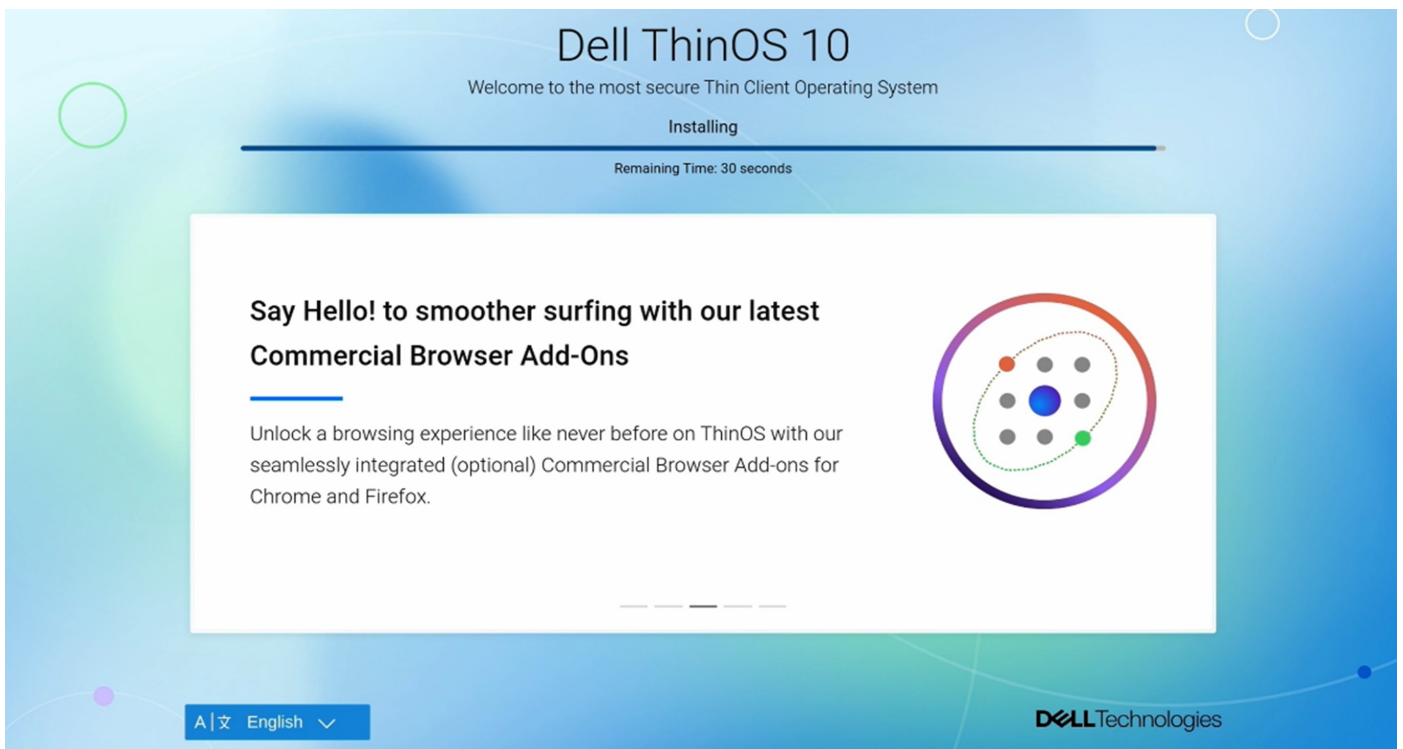 Dell ThinOS 10
Welcome to the most secure Thin Client Operating System
Installing
Remaining Time: 30 seconds
Say Hello! to smoother surfing with our latest
Commercial Browser Add-Ons
Unlock a browsing experience like never before on ThinOS with our
seamlessly integrated (optional) Commercial Browser Add-ons for
Chrome and Firefox.
A|文 English
DELLTechnologies